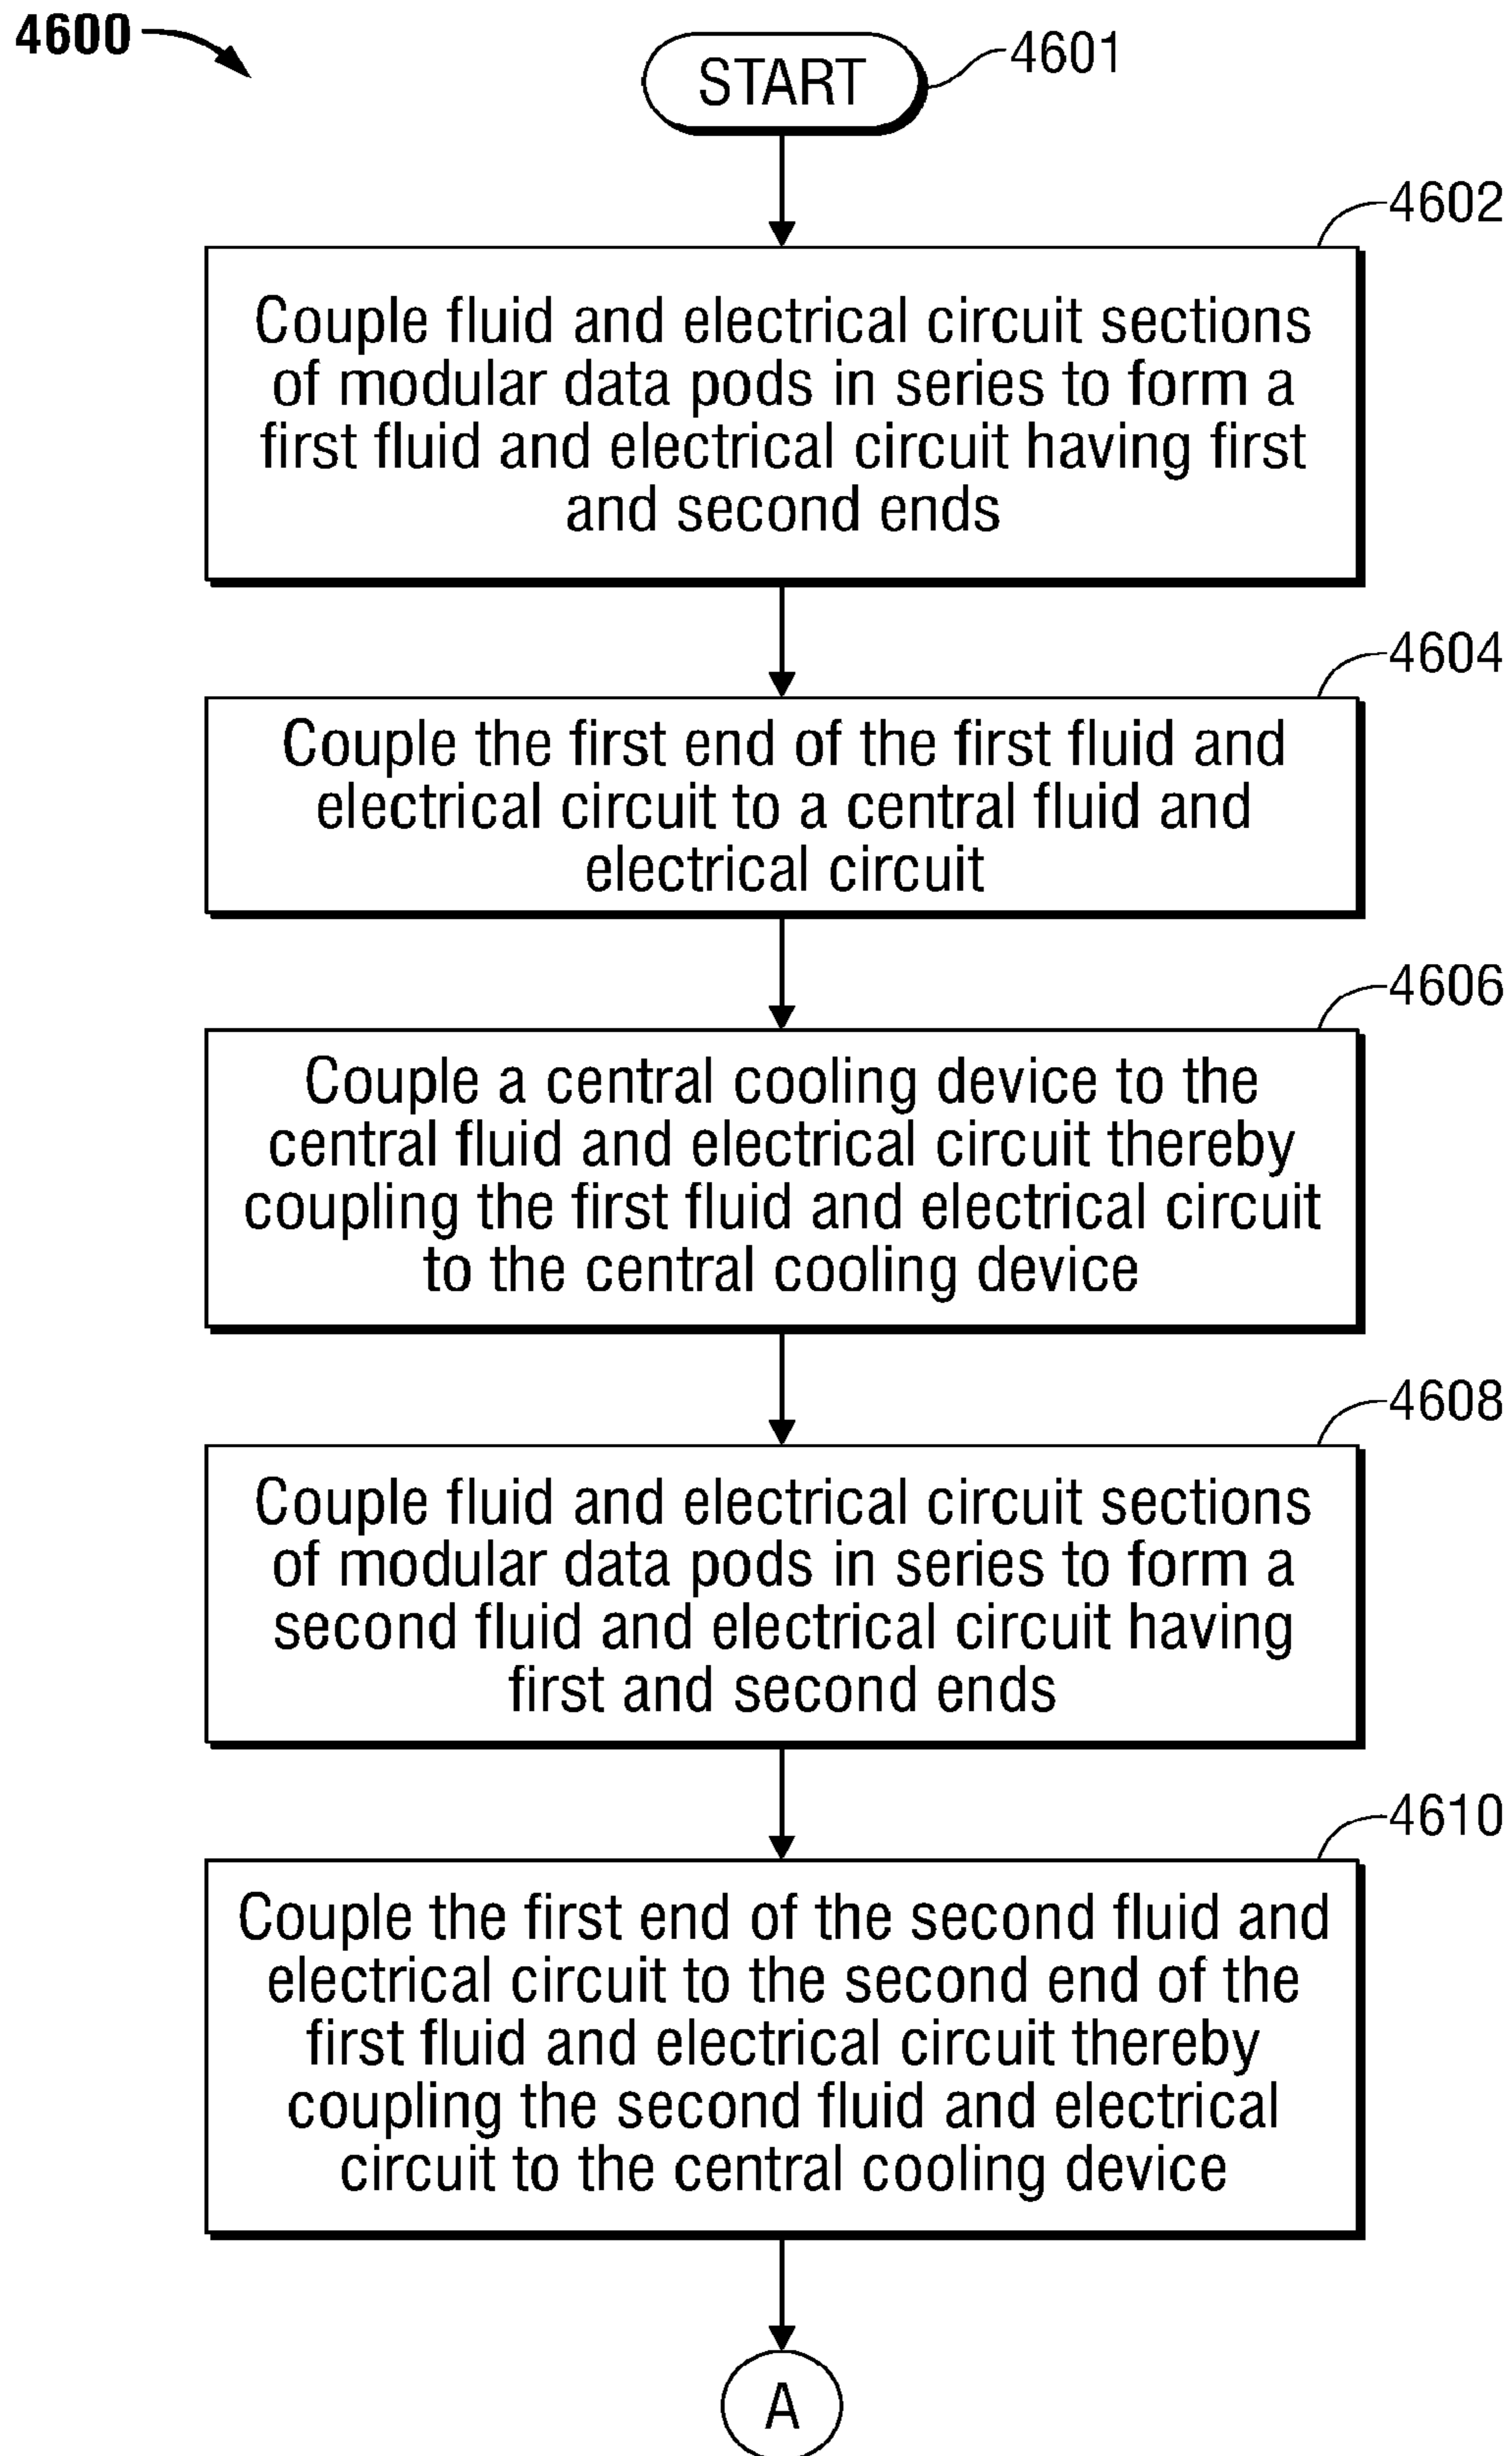 4600
START
4601
4602
Couple fluid and electrical circuit sections
of modular data pods in series to form a
first fluid and electrical circuit having first
and second ends
4604
Couple the first end of the first fluid and
electrical circuit to a central fluid and
electrical circuit
4606
Couple a central cooling device to the
central fluid and electrical circuit thereby
coupling the first fluid and electrical circuit
to the central cooling device
4608
Couple fluid and electrical circuit sections
of modular data pods in series to form a
second fluid and electrical circuit having
first and second ends
4610
Couple the first end of the second fluid and
electrical circuit to the second end of the
first fluid and electrical circuit thereby
coupling the second fluid and electrical
circuit to the central cooling device
A